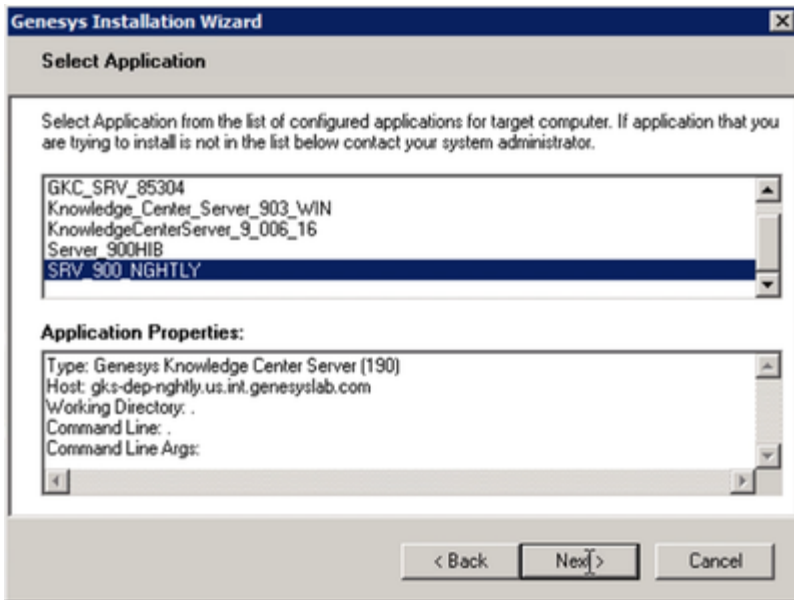 Genesys Installation Wizard
Select Application
Select Application from the list of configured applications for target computer. If application that you
are trying to install is not in the list below contact your system administrator.
GKC_SRV_85304
Knowledge_Center_Server_903_WIN
KnowledgeCenterServer_9_006_16
Server_900HIB
SRV_900_NGHTLY
Application Properties:
Type: Genesys Knowledge Center Server (190)
Host: gks-dep-nghtly.us.int.genesyslab.com
Working Directory: .
Command Line: .
Command Line Args:
< Back
Next >
Cancel